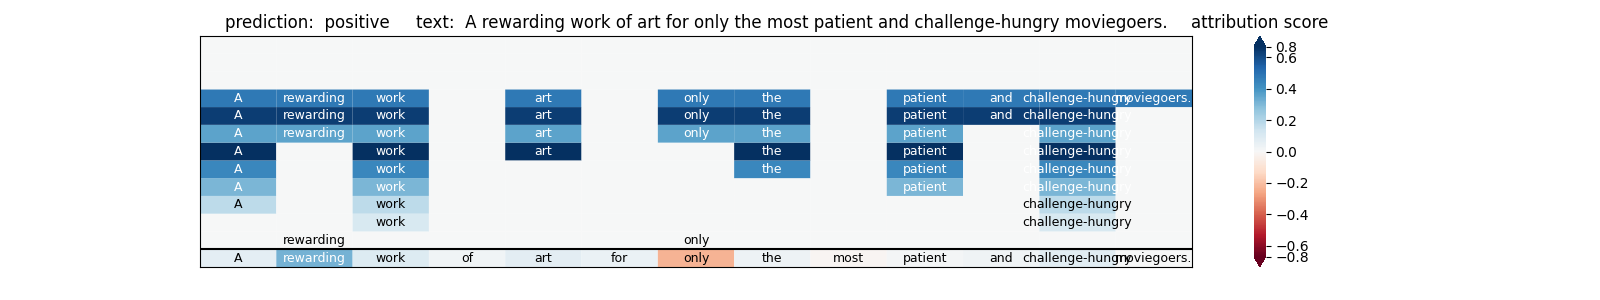 prediction: positive text: A rewarding work of art for only the most patient and challenge-hungry moviegoers. attribution score
A rewarding work art only the patient and challenge-hungry moviegoers. 0.8
0.6
A rewarding work art only the patient and challenge-hungry 0.4
A rewarding work art only the patient challenge-hungry 0.2
A work art the patient challenge-hungry 0.0
A work the patient challenge-hungry −0.2
A work patient challenge-hungry −0.4
A work challenge-hungry −0.6
work challenge-hungry −0.8
rewarding only
A rewarding work of art for only the most patient and challenge-hungry moviegoers.